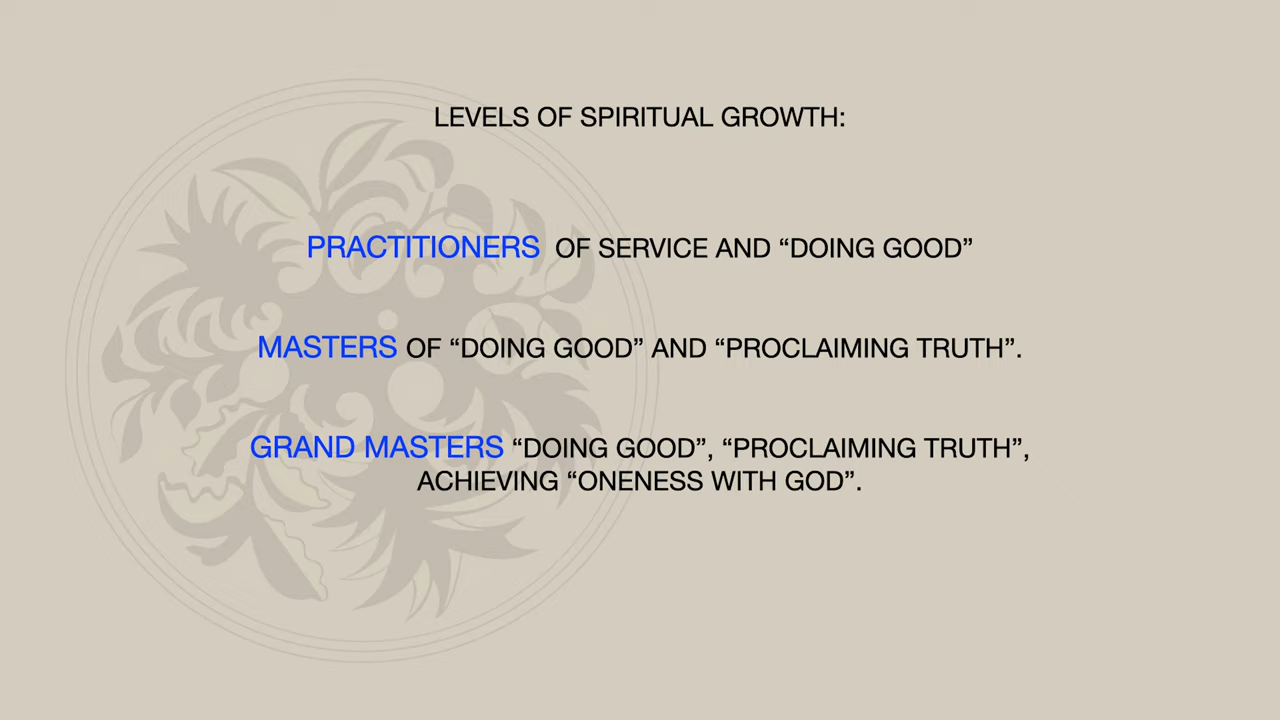 LEVELS OF SPIRITUAL GROWTH:
PRACTITIONERS OF SERVICE AND “DOING GOOD”
MASTERS OF “DOING GOOD” AND “PROCLAIMING TRUTH”.
GRAND MASTERS “DOING GOOD”, “PROCLAIMING TRUTH”,
ACHIEVING “ONENESS WITH GOD”.